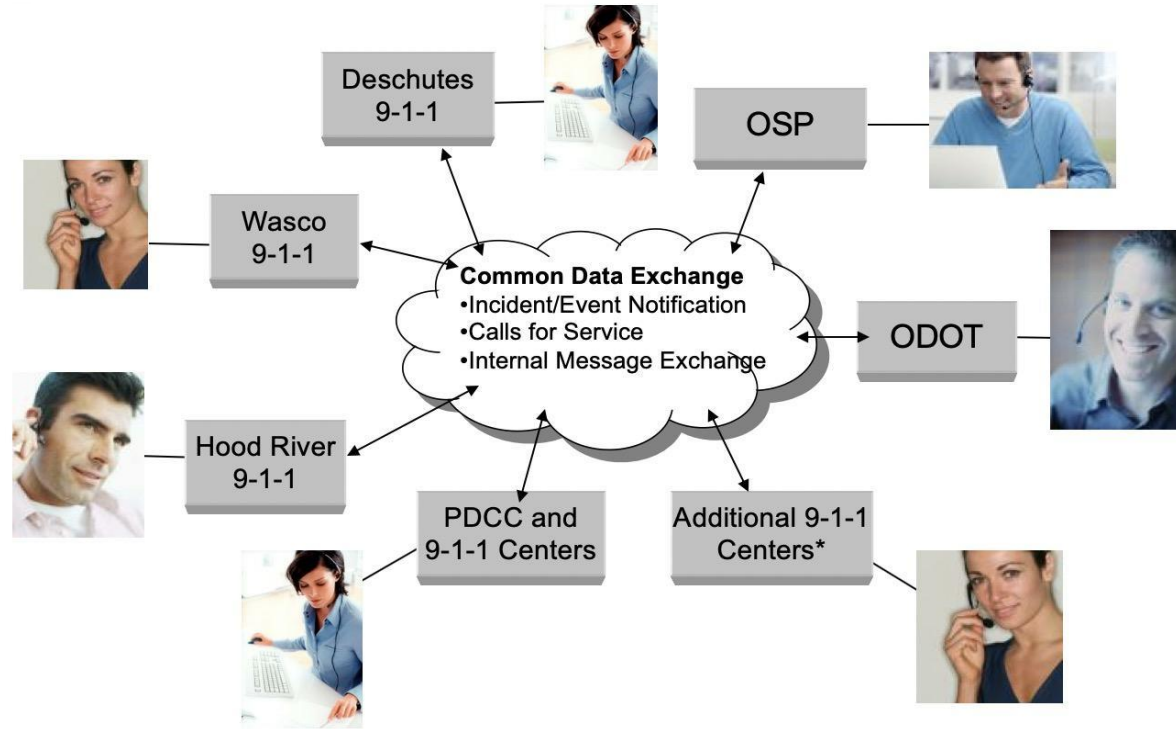 Deschutes
9-1-1
OSP
Wasco
9-1-1
Common Data Exchange
•Incident/Event Notification
•Calls for Service
•Internal Message Exchange
ODOT
Hood River
9-1-1
PDCC and
9-1-1 Centers
Additional 9-1-1
Centers*